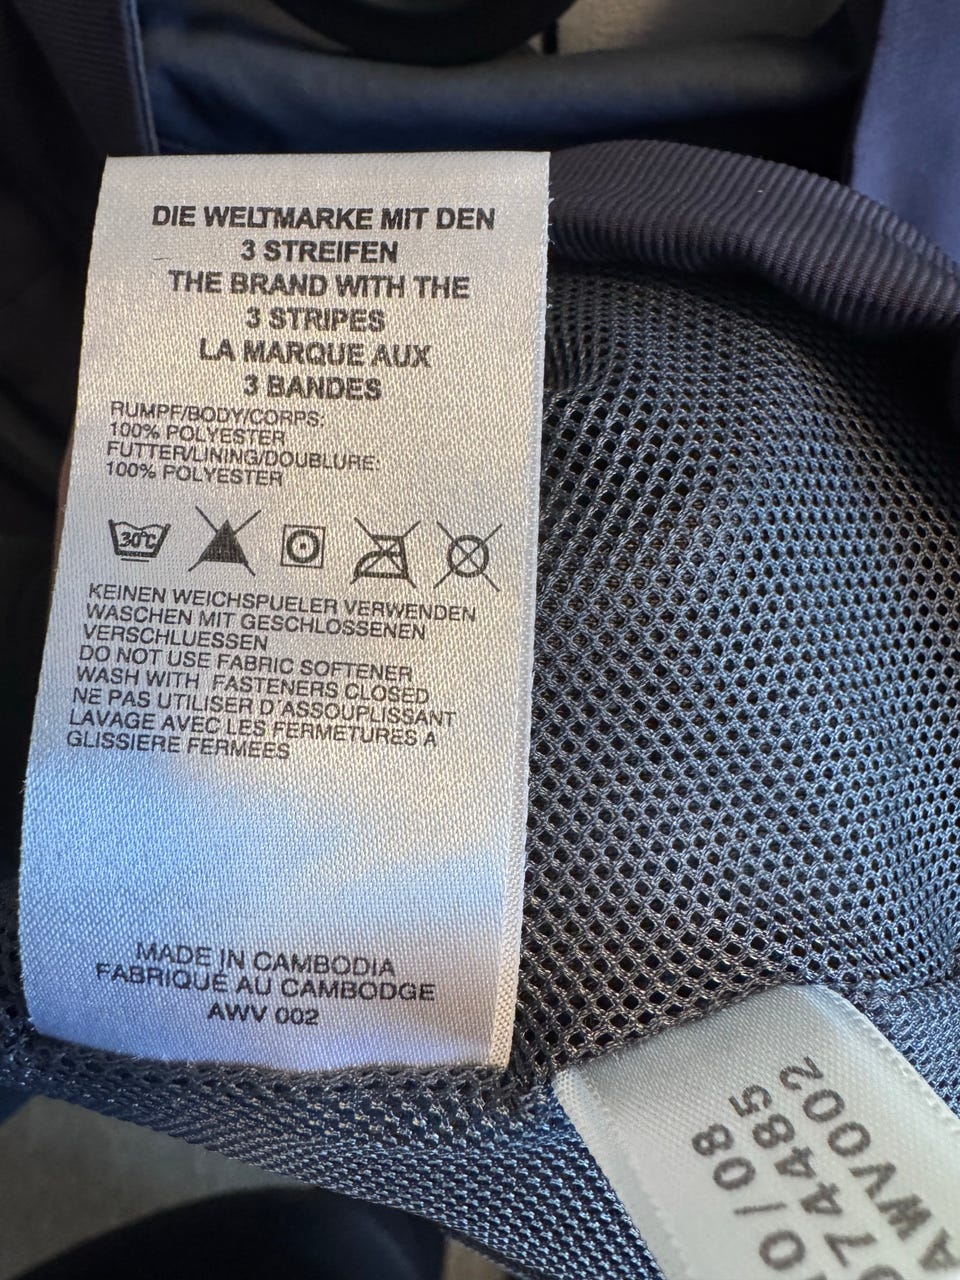 DIE WELTMARKE MIT DEN
3 STREIFEN
THE BRAND WITH THE
3 STRIPES
LA MARQUE AUX
3 BANDES
RUMPF/BODY/CORPS:
100% POLYESTER
FUTTER/LINING/DOUBLURE:
100% POLYESTER
30°C
KEINEN WEICHSPUELER VERWENDEN
WASCHEN MIT GESCHLOSSENEN
VERSCHLUESSEN
DO NOT USE FABRIC SOFTENER
WASH WITH FASTENERS CLOSED
NE PAS UTILISER D'ASSOUPLISSANT
LAVAGE AVEC LES FERMETURES A
GLISSIERE FERMEES
MADE IN CAMBODIA
FABRIQUÉ AU CAMBODGE
AWV 002
AWV002
074485
10/08